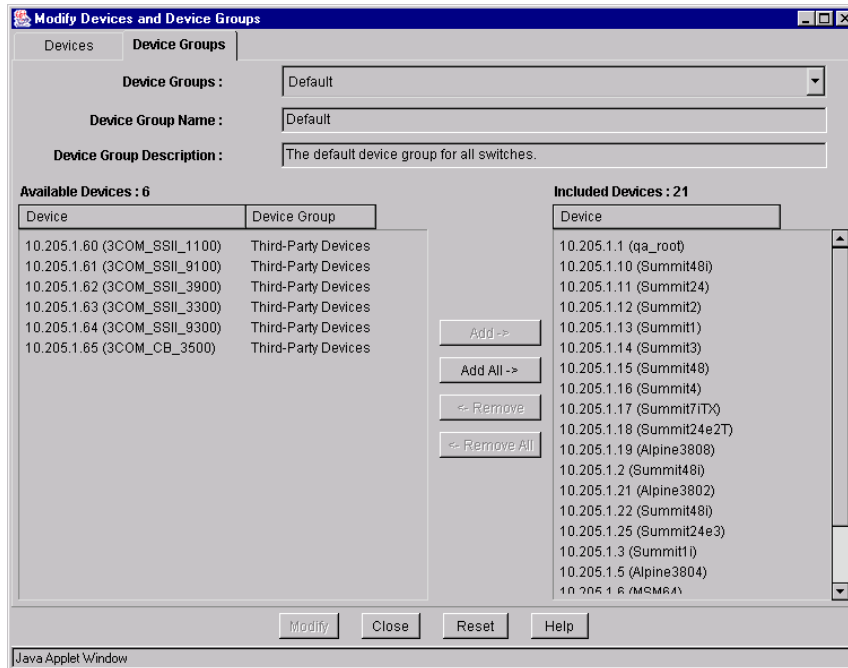 Modify Devices and Device Groups
Devices Device Groups
Device Groups : Default
Device Group Name : Default
Device Group Description : The default device group for all switches.
Available Devices : 6
Device Device Group
10.205.1.60 (3COM_SSII_1100) Third-Party Devices
10.205.1.61 (3COM_SSII_9100) Third-Party Devices
10.205.1.62 (3COM_SSII_3900) Third-Party Devices
10.205.1.63 (3COM_SSII_3300) Third-Party Devices
10.205.1.64 (3COM_SSII_9300) Third-Party Devices
10.205.1.65 (3COM_CB_3500) Third-Party Devices
Add ->
Add All ->
<- Remove
<- Remove All
Included Devices : 21
Device
10.205.1.1 (qa_root)
10.205.1.10 (Summit48i)
10.205.1.11 (Summit24)
10.205.1.12 (Summit2)
10.205.1.13 (Summit1)
10.205.1.14 (Summit3)
10.205.1.15 (Summit48)
10.205.1.16 (Summit4)
10.205.1.17 (Summit7iTX)
10.205.1.18 (Summit24e2T)
10.205.1.19 (Alpine3808)
10.205.1.2 (Summit48i)
10.205.1.21 (Alpine3802)
10.205.1.22 (Summit48i)
10.205.1.25 (Summit24e3)
10.205.1.3 (Summit1i)
10.205.1.5 (Alpine3804)
10.205.1.6 (MSM64)
Modify Close Reset Help
Java Applet Window